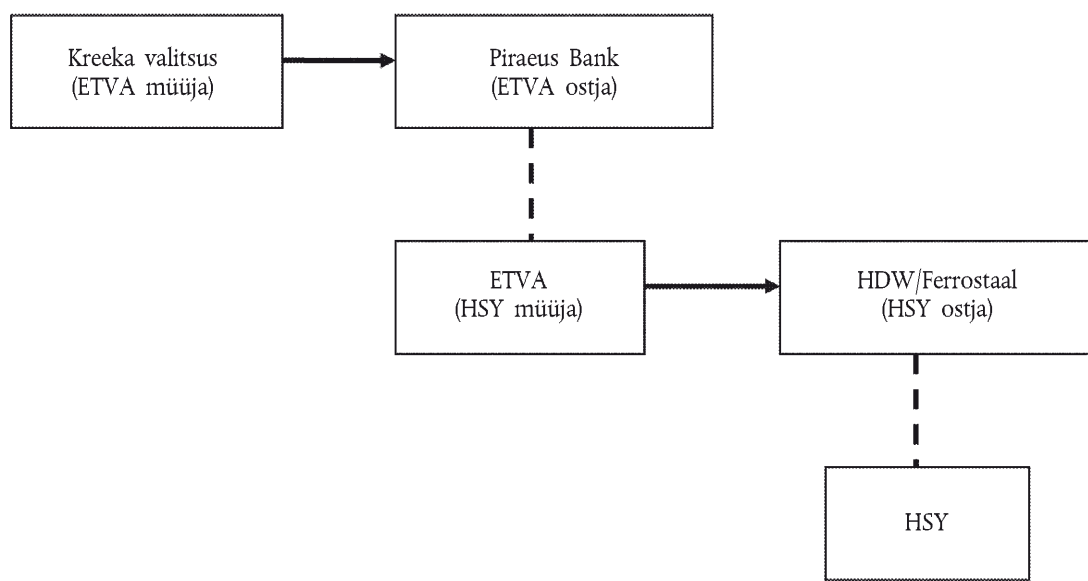 Kreeka valitsus
(ETVA müüja)
Piraeus Bank
(ETVA ostja)
ETVA
(HSY müüja)
HDW/Ferrostaal
(HSY ostja)
HSY